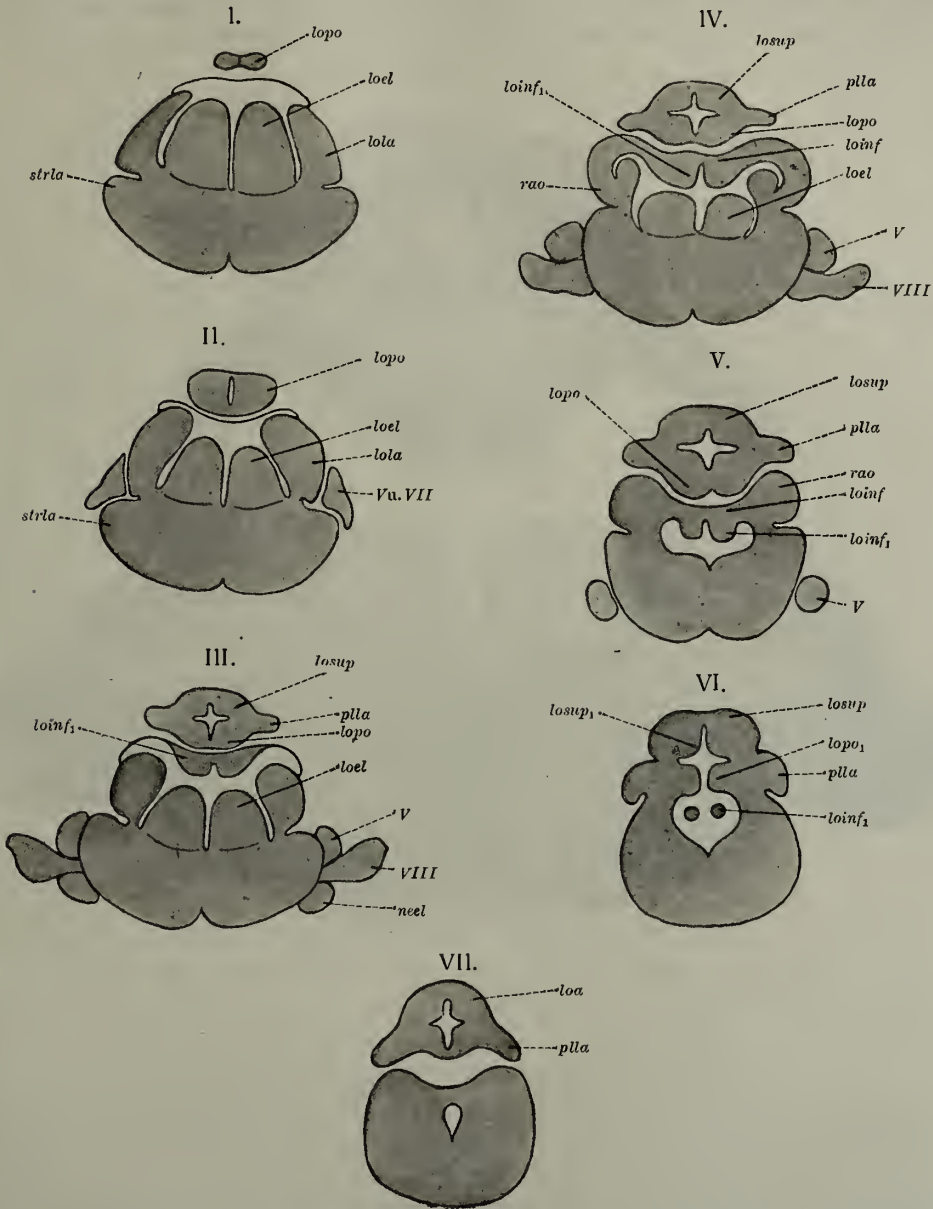 I.
lopo
loel
lola
strla
II.
lopo
loel
lola
Vu. VII
strla
III.
losup
loinf₁
plla
lopo
loel
V
VIII
neel
IV.
losup
loinf₁
plla
lopo
loinf
rao
loel
V
VIII
V.
lopo
losup
plla
rao
loinf
loinf₁
V
VI.
losup₁
losup
lopo₁
plla
loinf₁
VII.
loa
plla